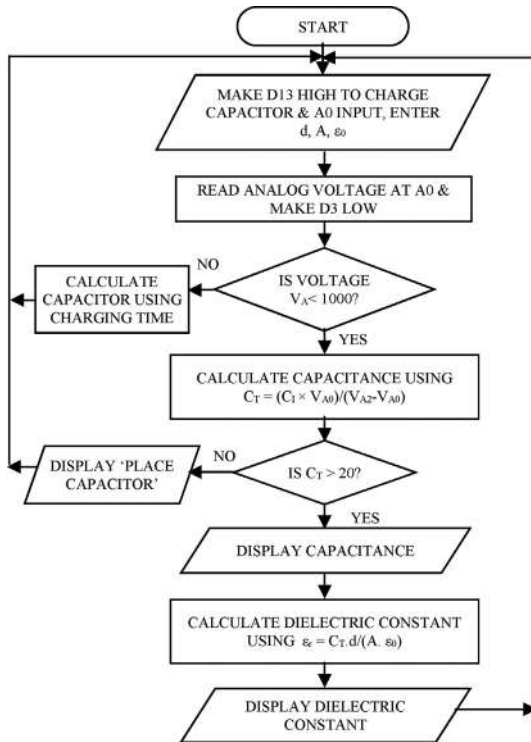 START
MAKE D13 HIGH TO CHARGE
CAPACITOR & A0 INPUT, ENTER
d, A, ε₀
READ ANALOG VOLTAGE AT A0 &
MAKE D3 LOW
NO
IS VOLTAGE
V_A< 1000?
CALCULATE
CAPACITOR USING
CHARGING TIME
YES
CALCULATE CAPACITANCE USING
C_T = (C_I × V_A0)/(V_A2-V_A0)
NO
IS C_T > 20?
DISPLAY ‘PLACE
CAPACITOR’
YES
DISPLAY CAPACITANCE
CALCULATE DIELECTRIC CONSTANT
USING ε_r = C_T.d/(A. ε₀)
DISPLAY DIELECTRIC
CONSTANT